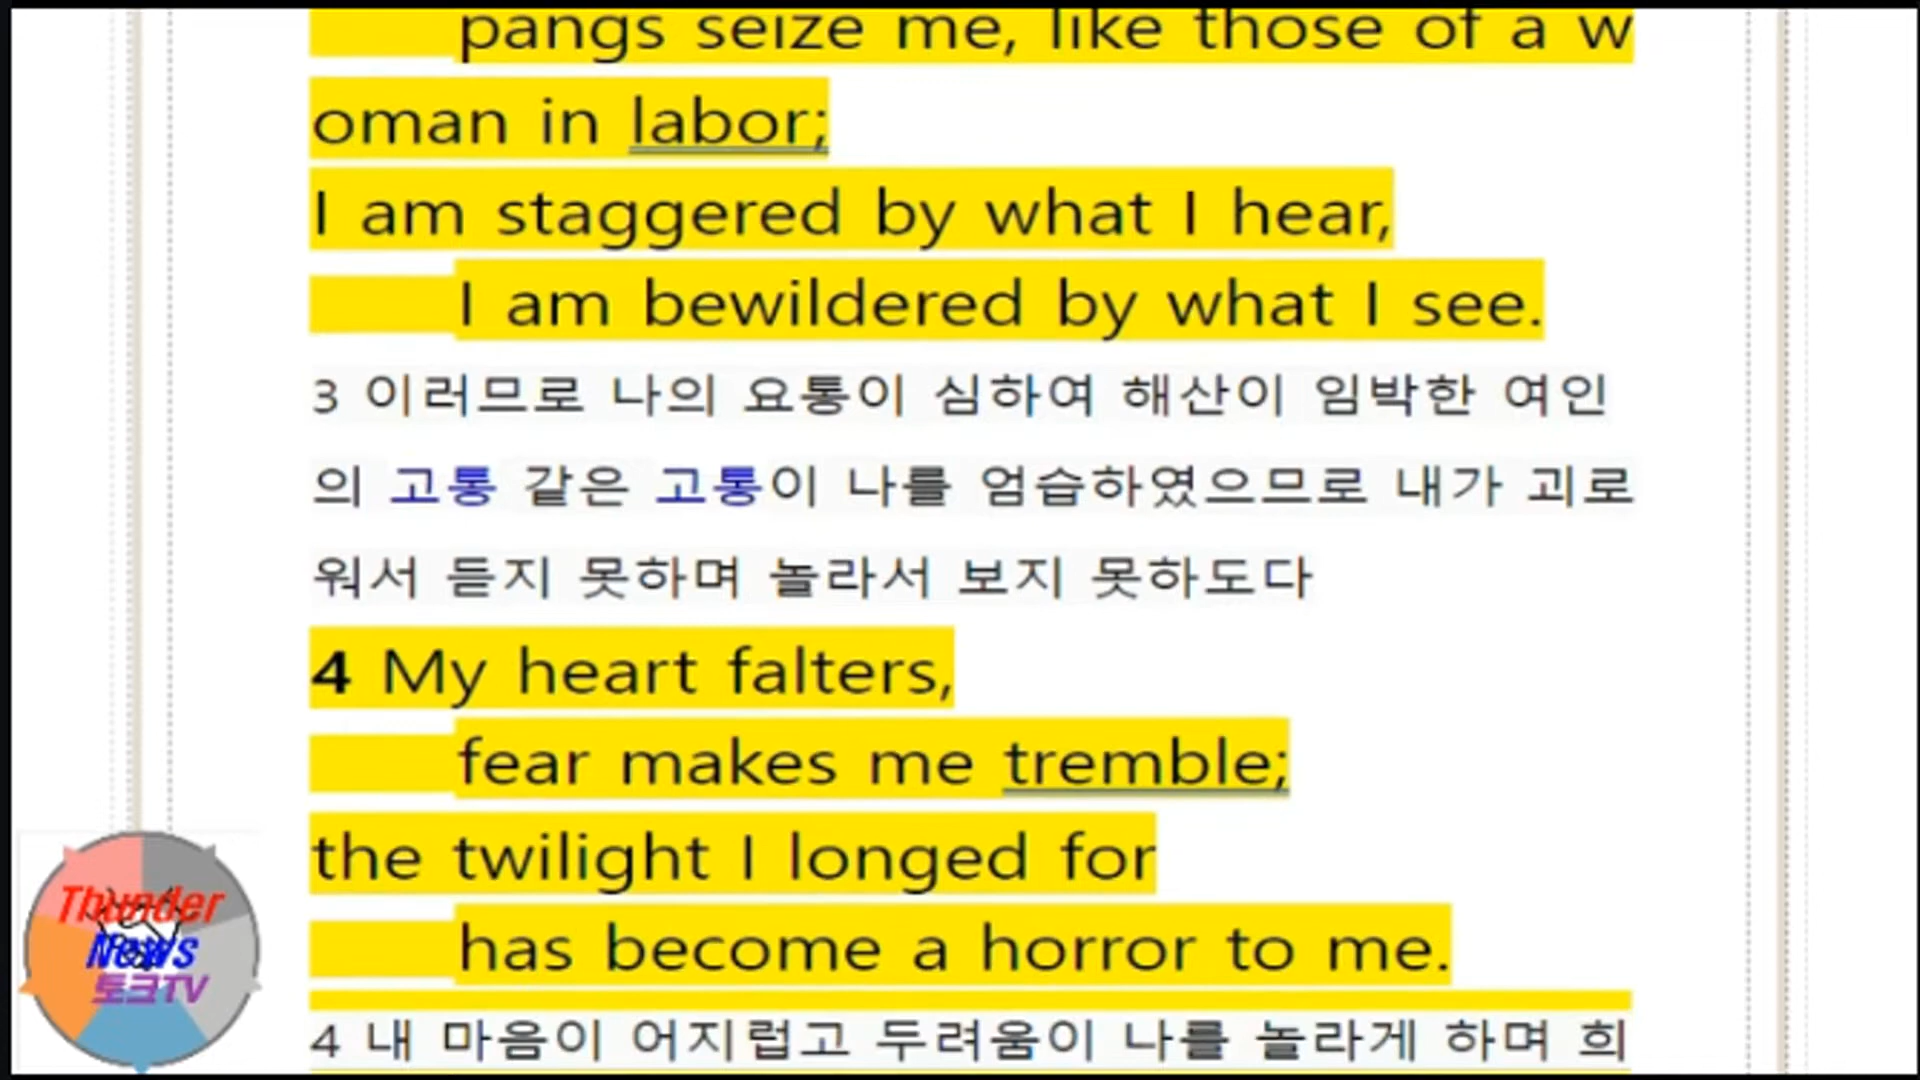 pangs seize me, like those of a w
oman in labor;
I am staggered by what I hear,
I am bewildered by what I see.
3 이러므로 나의 요통이 심하여 해산이 임박한 여인
의 고통 같은 고통이 나를 엄습하였으므로 내가 괴로
워서 듣지 못하며 놀라서 보지 못하도다
4 My heart falters,
fear makes me tremble;
the twilight I longed for
has become a horror to me.
4 내 마음이 어지럽고 두려움이 나를 놀라게 하며 희
Thunder
News
토크TV